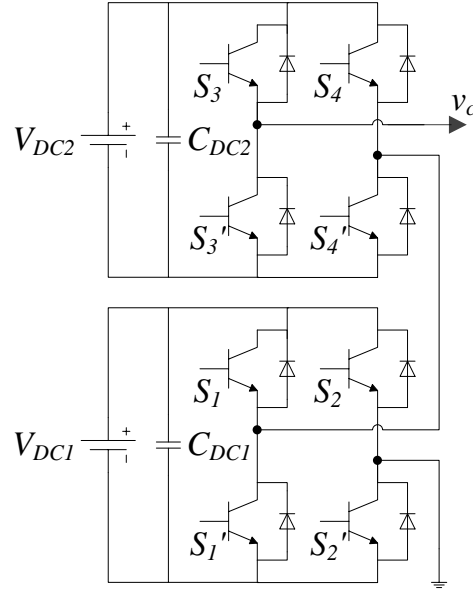 S3 S4
vo
+
VDC2 CDC2
-
S3' S4'
S1 S2
+
VDC1 CDC1
-
S1' S2'